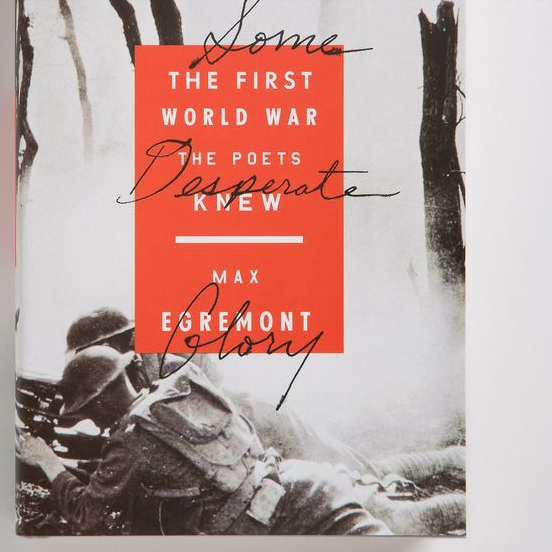 Some
THE FIRST
WORLD WAR
THE POETS
Desperate
KNEW
MAX
EGREMONT
Glory